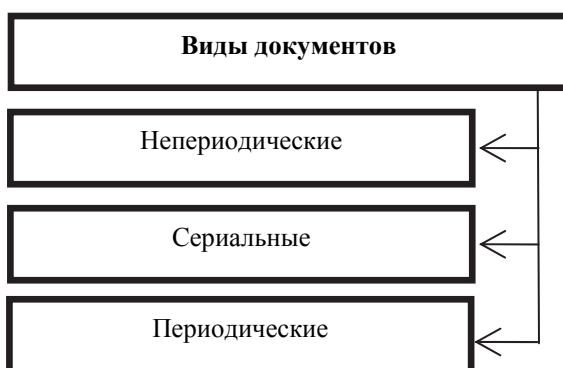 Виды документов
Непериодические
Сериальные
Периодические